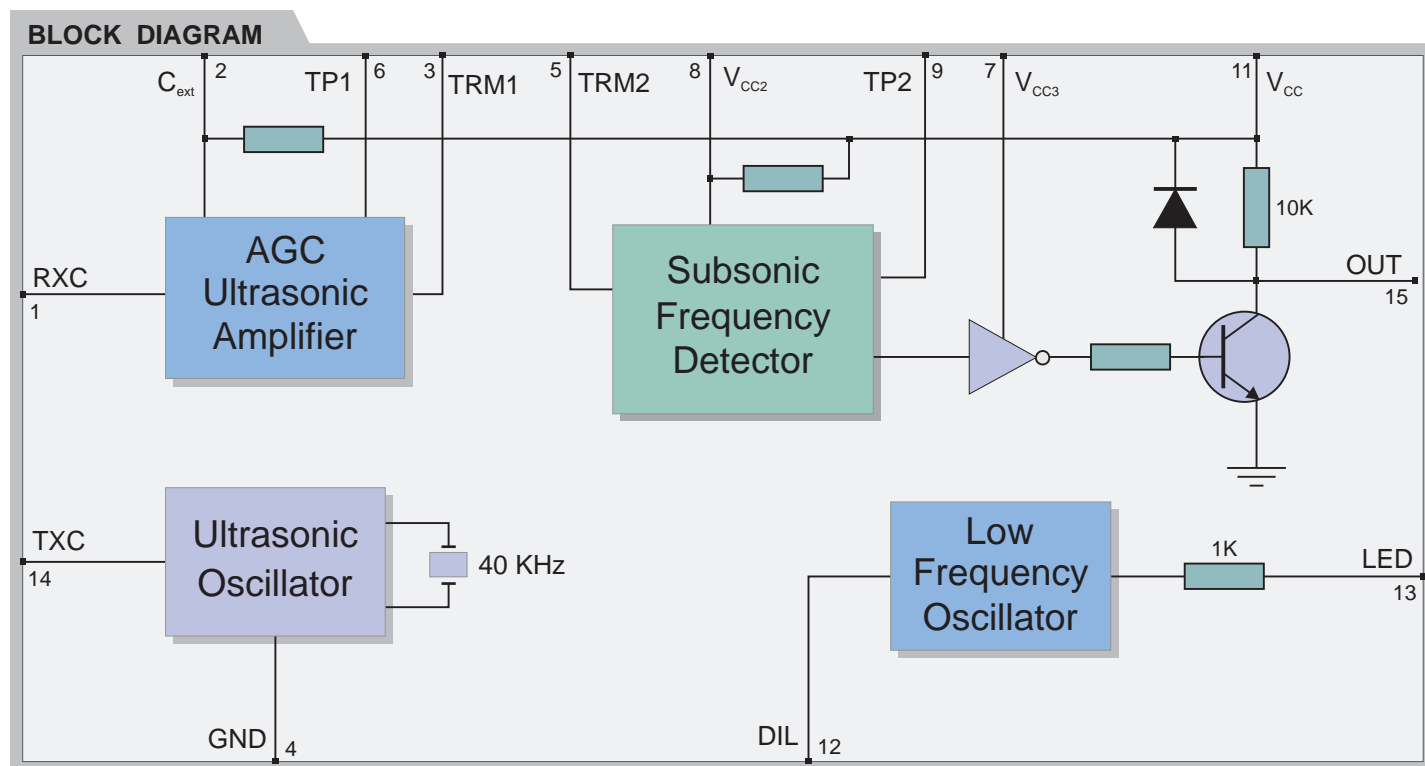 BLOCK DIAGRAM
Cext 2
TP1 6
3 TRM1
5 TRM2
8 VCC2
TP2 9
7 VCC3
11 VCC
10K
AGC
Ultrasonic
Amplifier
RXC
1
Subsonic
Frequency
Detector
OUT
15
Ultrasonic
Oscillator
40 KHz
TXC
14
Low
Frequency
Oscillator
1K
LED
13
GND 4
DIL 12